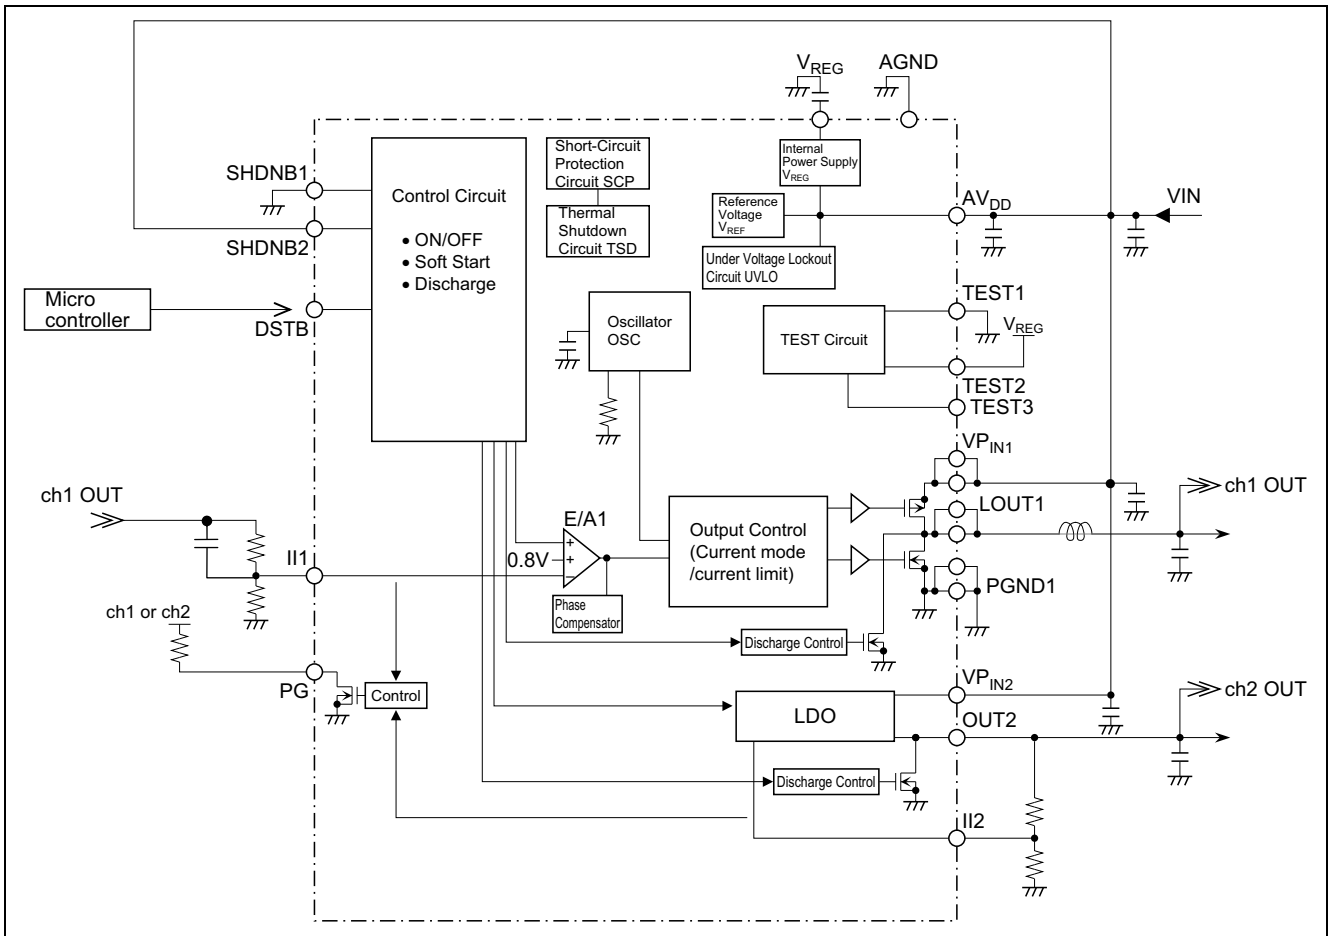 VREG
AGND
SHDNB1
SHDNB2
Micro
controller
DSTB
Control Circuit
• ON/OFF
• Soft Start
• Discharge
Short-Circuit
Protection
Circuit SCP
Thermal
Shutdown
Circuit TSD
Internal
Power Supply
VREG
Reference
Voltage
VREF
Under Voltage Lockout
Circuit UVLO
AVDD
VIN
Oscillator
OSC
TEST Circuit
TEST1
VREG
TEST2
TEST3
VPIN1
ch1 OUT
LOUT1
PGND1
ch1 OUT
II1
E/A1
+
0.8V
+
−
Phase
Compensator
Output Control
(Current mode
/current limit)
Discharge Control
ch1 or ch2
PG
Control
LDO
VPIN2
OUT2
ch2 OUT
Discharge Control
II2